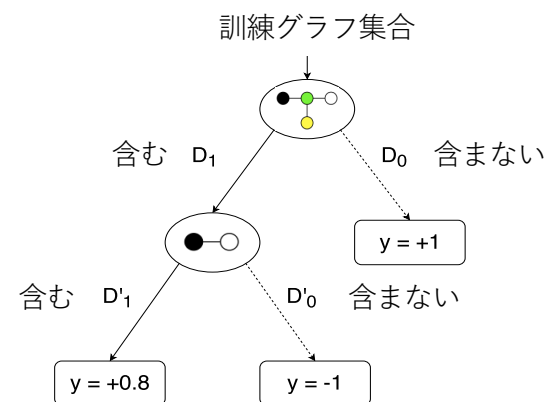 訓練グラフ集合
含む D₁ D₀ 含まない
y = +1
含む D'₁ D'₀ 含まない
y = +0.8 y = -1